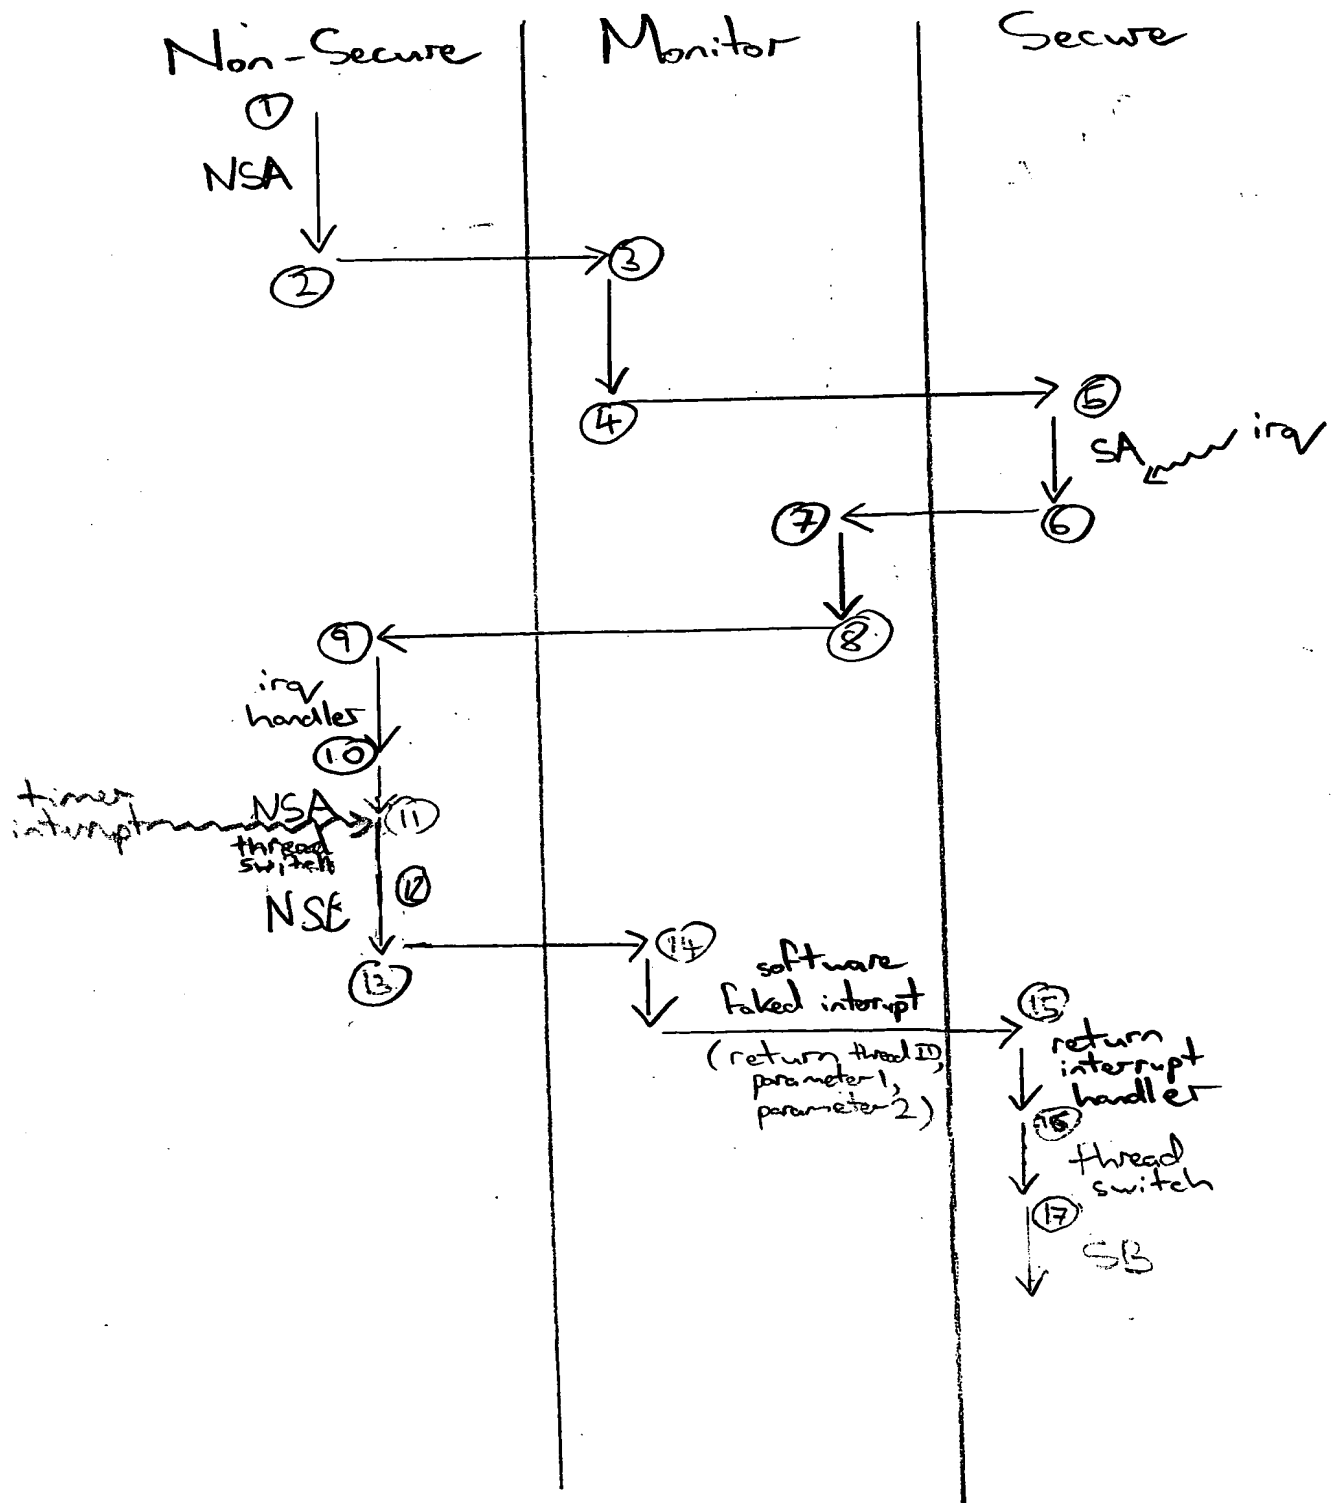 Non-Secure
Monitor
Secure
1
NSA
2
3
4
5
SA
irq
6
7
8
9
irq
handler
10
timer
interrupt
NSA
11
thread
switch
12
NSE
13
14
software
faked interrupt
(return thread ID,
parameter 1,
parameter 2)
15
return
interrupt
handler
16
thread
switch
17
SB